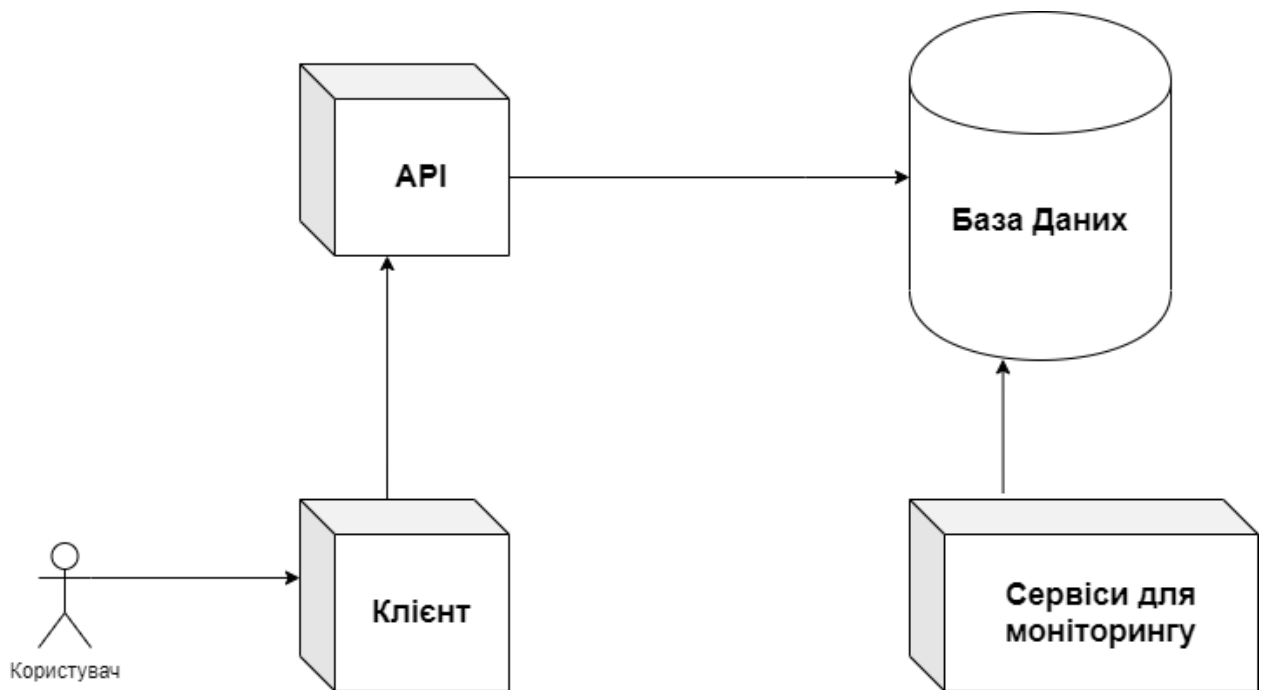 API
База Даних
Клієнт
Сервіси для
моніторингу
Користувач